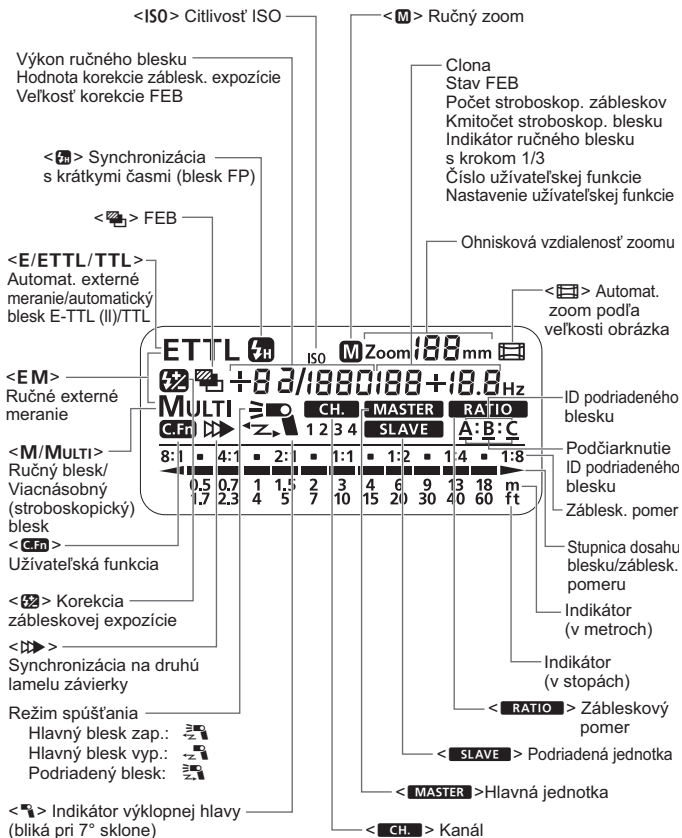 <ISO> Citlivosť ISO
<M> Ručný zoom
Výkon ručného blesku
Hodnota korekcie záblesk. expozície
Veľkosť korekcie FEB
Clona
Stav FEB
Počet stroboskop. zábleskov
Kmitočet stroboskop. blesku
Indikátor ručného blesku
s krokom 1/3
Číslo užívateľskej funkcie
Nastavenie užívateľskej funkcie
<H> Synchronizácia
s krátkymi časmi (blesk FP)
< > FEB
Ohnisková vzdialenosť zoomu
<E/ETTL/TTL>
Automat. externé
meranie/automatický
blesk E-TTL (II)/TTL
< > Automat.
zoom podľa
veľkosti obrázka
ETTL H ISO M Zoom 188 mm
+8 8/1880188+18.8 Hz
MULTI CH. MASTER RATIO
C.Fn 1 2 3 4 SLAVE A:B:C
8:1 4:1 2:1 1:1 1:2 1:4 1:8
0.5 0.7 1 1.5 2 3 4 6 9 13 18 m
1.7 2.3 4 5 7 10 15 20 30 40 60 ft
<EM>
Ručné externé
meranie
<M/MULTI>
Ručný blesk/
Viacnásobný
(stroboskopický)
blesk
<C.Fn>
Užívateľská funkcia
< > Korekcia
zábleskovej expozície
< >
Synchronizácia na druhú
lamelu závierky
Režim spúšťania
Hlavný blesk zap.:
Hlavný blesk vyp.:
Podriadený blesk:
< > Indikátor výklopnej hlavy
(bliká pri 7° sklone)
ID podriadeného
blesku
Podčiarknutie
ID podriadeného
blesku
Záblesk. pomer
Stupnica dosahu
blesku/záblesk.
pomeru
Indikátor
(v metroch)
Indikátor
(v stopách)
< RATIO > Zábleskový
pomer
< SLAVE > Podriadená jednotka
< MASTER >Hlavná jednotka
< CH. > Kanál